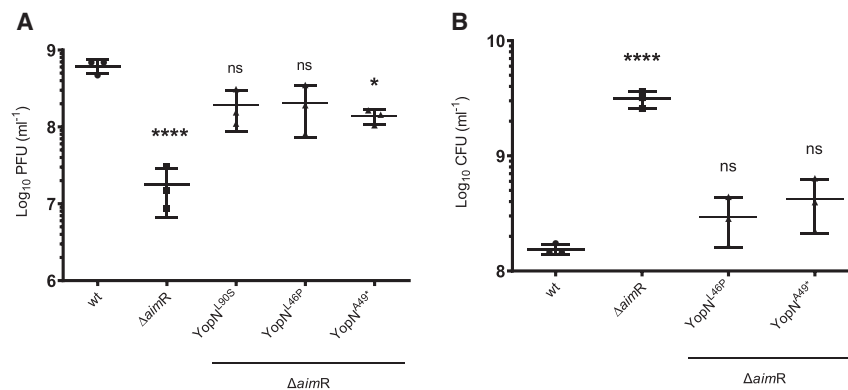 A
Log10 PFU (ml-1)
9
8
7
6
****
ns
ns
*
wt
ΔaimR
YopNL90S
YopNL46P
YopNA49*
ΔaimR
B
Log10 CFU (ml-1)
10
9
8
****
ns
ns
wt
ΔaimR
YopNL46P
YopNA49*
ΔaimR